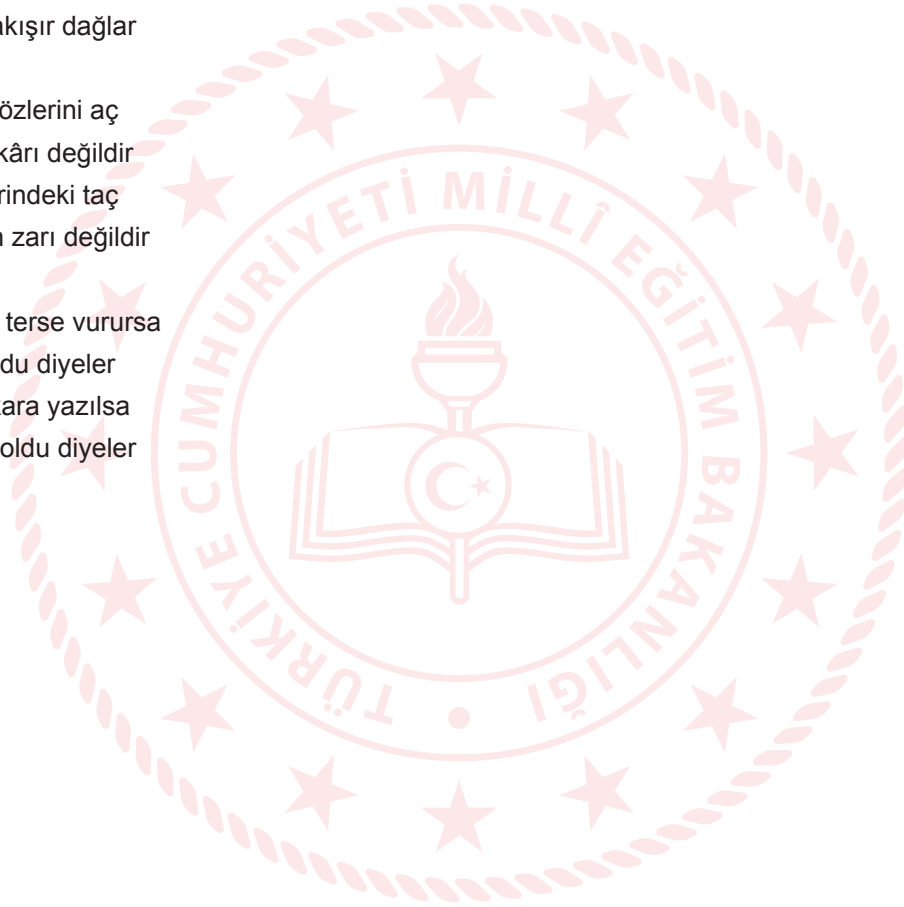 akışır dağlar
özlerini aç
kârı değildir
rindeki taç
zarı değildir
terse vurursa
du diyeler
kara yazılsa
oldu diyeler
TÜRKİYE CUMHURİYETİ MİLLÎ EĞİTİM BAKANLIĞI